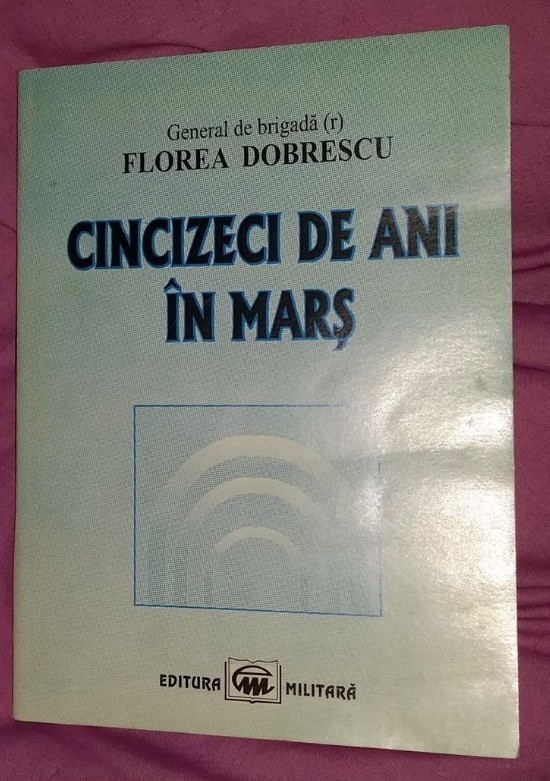 General de brigadă (r)
FLOREA DOBRESCU
CINCIZECI DE ANI
ÎN MARȘ
EDITURA MILITARĂ